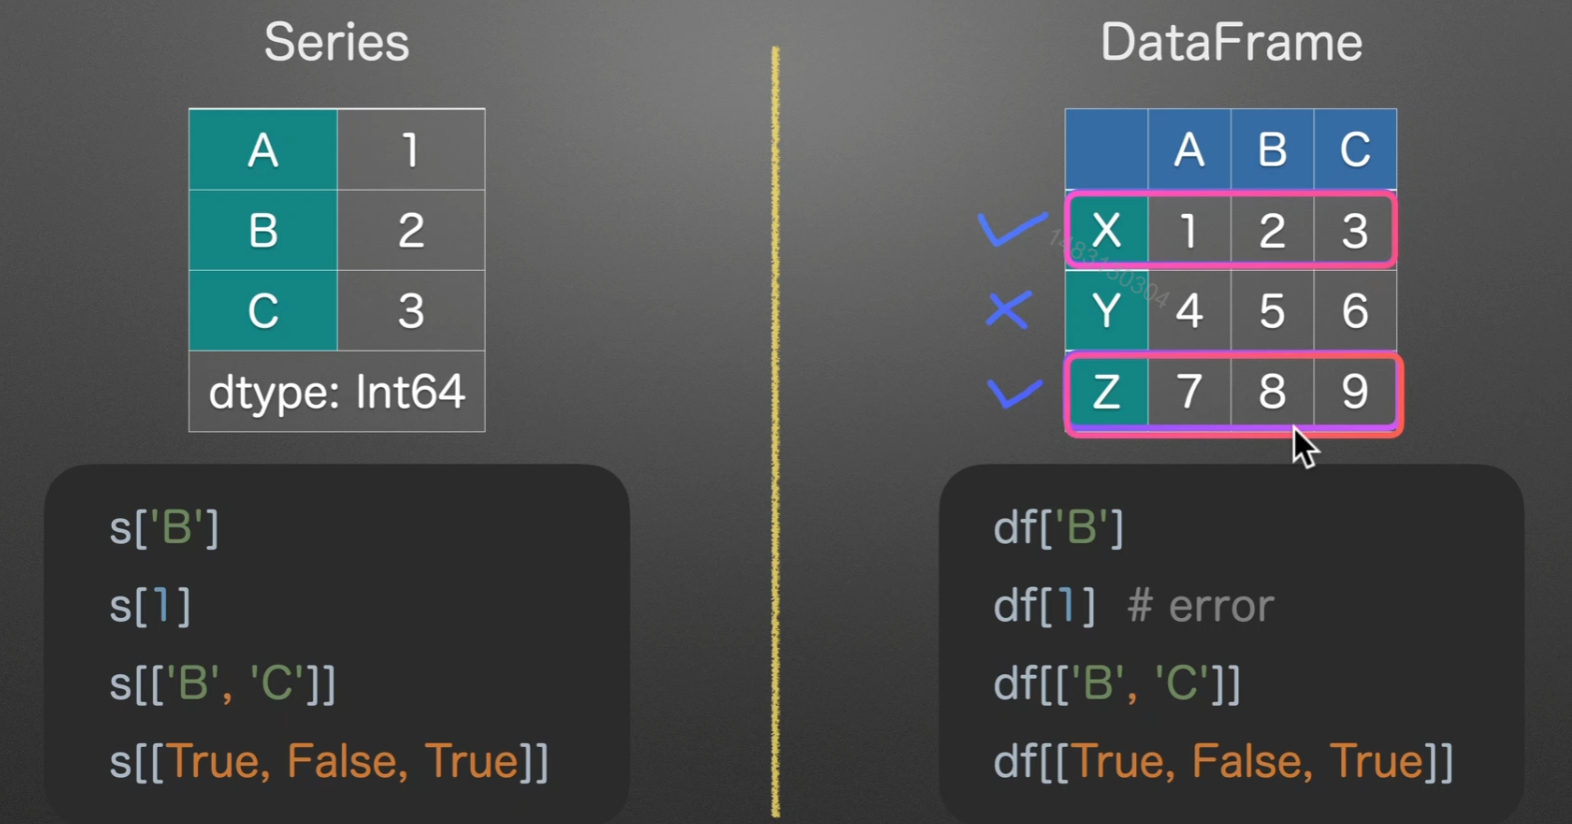 Series
A 1
B 2
C 3
dtype: Int64
s['B']
s[1]
s[['B', 'C']]
s[[True, False, True]]
DataFrame
A B C
X 1 2 3
Y 4 5 6
Z 7 8 9
df['B']
df[1] # error
df[['B', 'C']]
df[[True, False, True]]